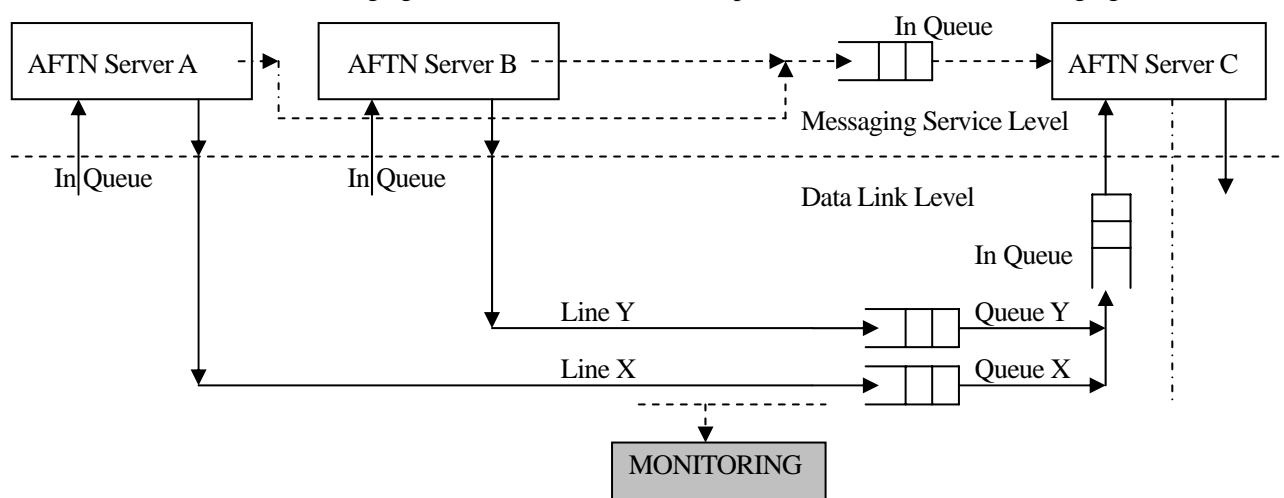 In Queue
AFTN Server A
AFTN Server B
AFTN Server C
Messaging Service Level
In Queue
In Queue
Data Link Level
In Queue
Line Y
Queue Y
Line X
Queue X
MONITORING